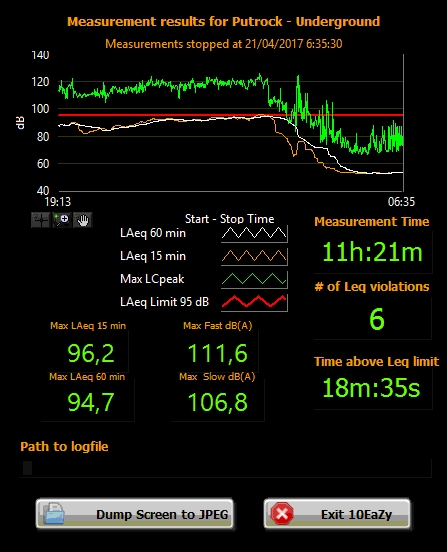 Measurement results for Putrock - Underground
Measurements stopped at 21/04/2017 6:35:30
140
120
100
dB
80
60
40
19:13
06:35
Start - Stop Time
LAeq 60 min
LAeq 15 min
Max LCpeak
LAeq Limit 95 dB
Measurement Time
11h:21m
# of Leq violations
6
Max LAeq 15 min
96,2
Max Fast dB(A)
111,6
Max LAeq 60 min
94,7
Max Slow dB(A)
106,8
Time above Leq limit
18m:35s
Path to logfile
Dump Screen to JPEG
Exit 10EaZy